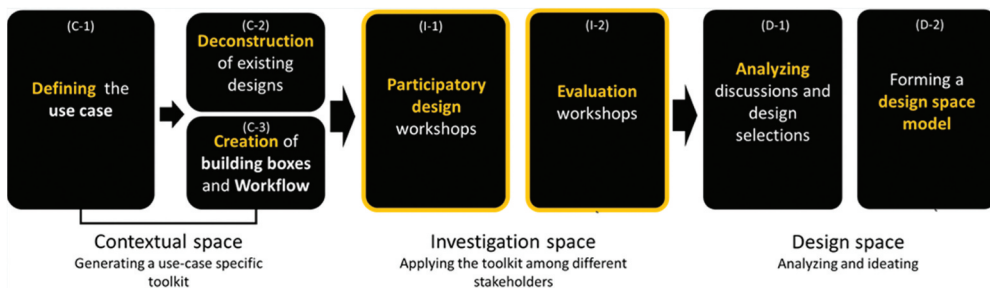 (C-1)
Defining the
use case
(C-2)
Deconstruction
of existing
designs
(C-3)
Creation of
building boxes
and Workflow
(I-1)
Participatory
design
workshops
(I-2)
Evaluation
workshops
(D-1)
Analyzing
discussions and
design
selections
(D-2)
Forming a
design space
model
Contextual space
Generating a use-case specific
toolkit
Investigation space
Applying the toolkit among different
stakeholders
Design space
Analyzing and ideating